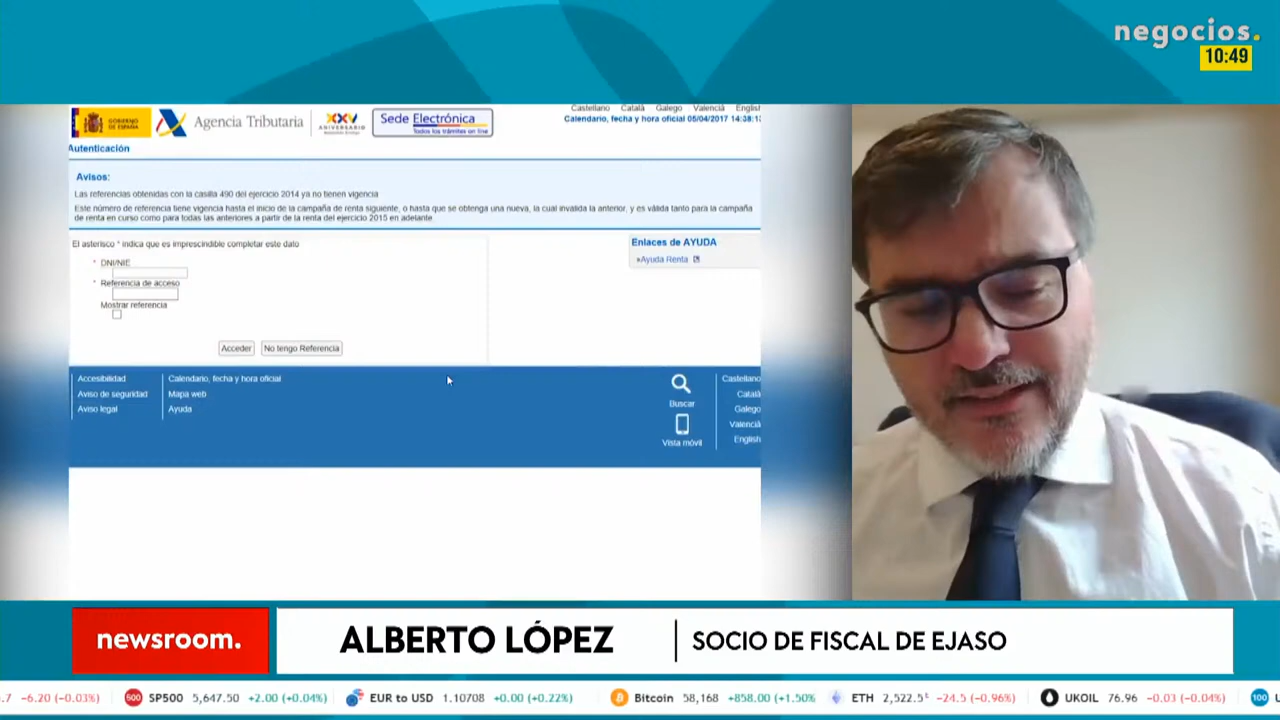 negocios.
10:49
GOBIERNO
DE ESPAÑA
Agencia Tributaria
XXV
ANIVERSARIO
Sede Electrónica
Todos los trámites on line
Castellano Català Galego Valencià English
Calendario, fecha y hora oficial 05/04/2017 14:38:13
Autenticación
Avisos:
Las referencias obtenidas con la casilla 490 del ejercicio 2014 ya no tienen vigencia
Este número de referencia tiene vigencia hasta el inicio de la campaña de renta siguiente, o hasta que se obtenga una nueva, la cual invalida la anterior, y es válida tanto para la campaña
de renta en curso como para todas las anteriores a partir de la renta del ejercicio 2015 en adelante.
El asterisco * indica que es imprescindible completar este dato
Enlaces de AYUDA
»Ayuda Renta
* DNI/NIE
* Referencia de acceso
Mostrar referencia
Acceder No tengo Referencia
Accesibilidad
Aviso de seguridad
Aviso legal
Calendario, fecha y hora oficial
Mapa web
Ayuda
Buscar
Vista móvil
Castellano
Català
Galego
Valencià
English
newsroom.
ALBERTO LÓPEZ
SOCIO DE FISCAL DE EJASO
.7 -6.20 (-0.03%) 500 SP500 5,647.50 +2.00 (+0.04%) EUR to USD 1.10708 +0.00 (+0.22%) Bitcoin 58,168 +858.00 (+1.50% ETH 2,522.5 -24.5 (-0.96%) UKOIL 76.96 -0.03 (-0.04%) 100 U